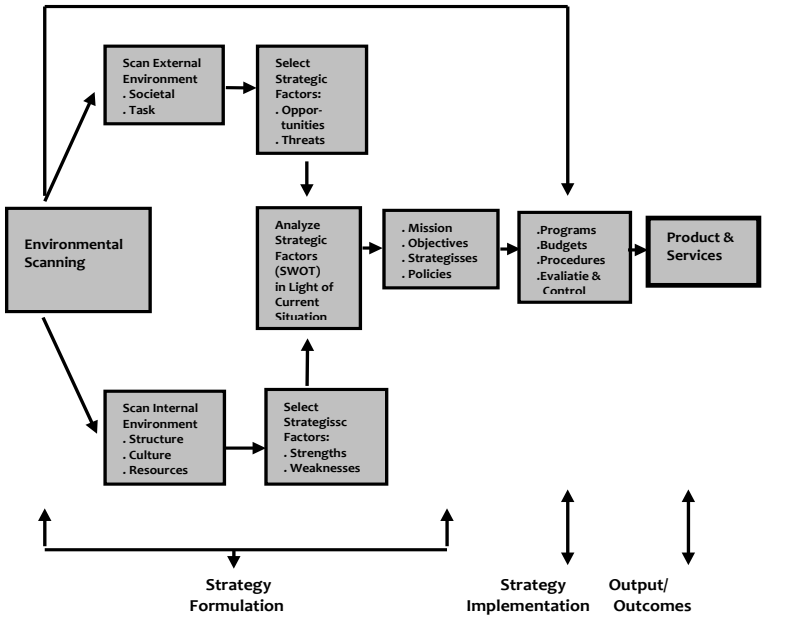 Scan External
Environment
. Societal
. Task
Select
Strategic
Factors:
. Oppor-
tunities
. Threats
Environmental
Scanning
Analyze
Strategic
Factors
(SWOT)
in Light of
Current
Situation
. Mission
. Objectives
. Strategisses
. Policies
.Programs
.Budgets
.Procedures
.Evaliatie &
Control
Product &
Services
Scan Internal
Environment
. Structure
. Culture
. Resources
Select
Strategissc
Factors:
. Strengths
. Weaknesses
Strategy
Formulation
Strategy
Implementation
Output/
Outcomes